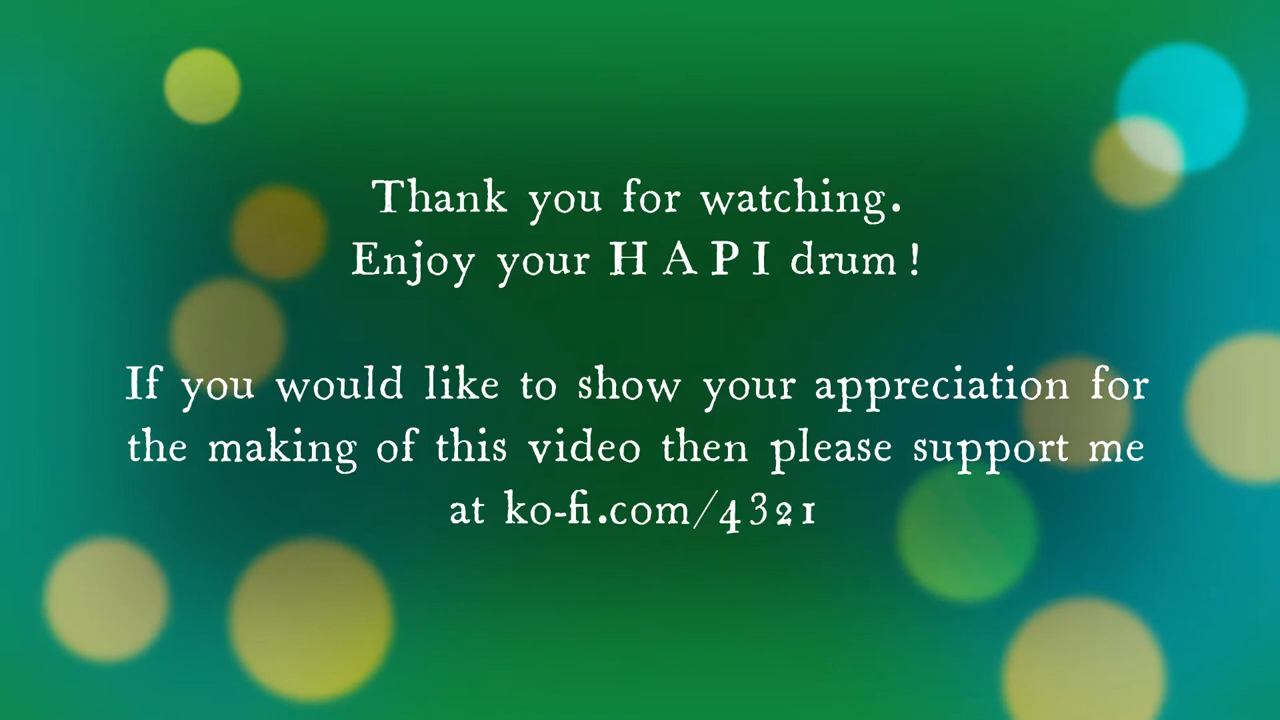 Thank you for watching.
Enjoy your H A P I drum !
If you would like to show your appreciation for
the making of this video then please support me
at ko-fi.com/4321